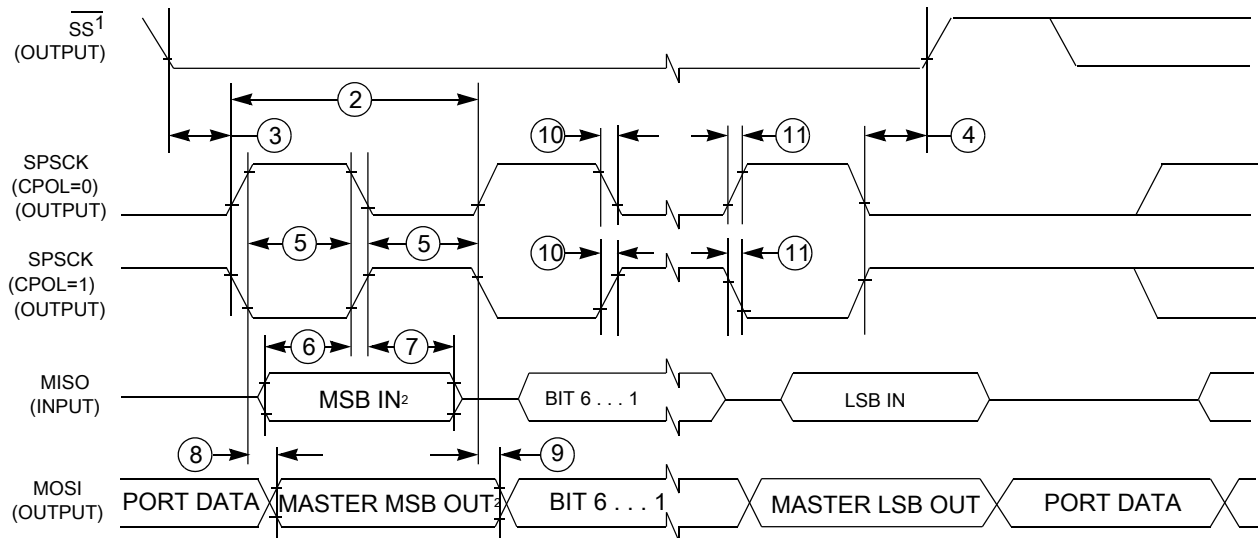 SS¹
(OUTPUT)
2
3
10
11
4
SPSCK
(CPOL=0)
(OUTPUT)
5
5
SPSCK
(CPOL=1)
(OUTPUT)
10
11
6
7
MISO
(INPUT)
MSB IN²
BIT 6 . . . 1
LSB IN
8
9
MOSI
(OUTPUT)
PORT DATA
MASTER MSB OUT²
BIT 6 . . . 1
MASTER LSB OUT
PORT DATA